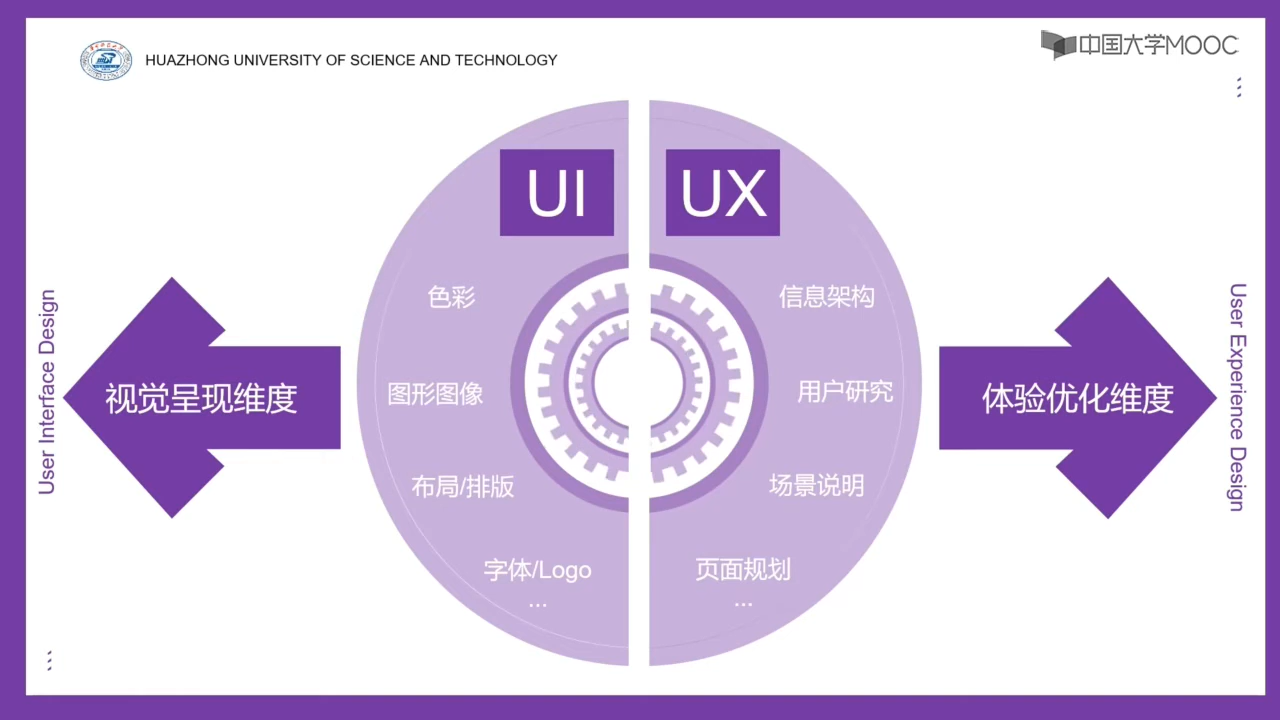 HUAZHONG UNIVERSITY OF SCIENCE AND TECHNOLOGY
中国大学MOOC
UI
UX
色彩
图形图像
布局/排版
字体/Logo
...
信息架构
用户研究
场景说明
页面规划
...
User Interface Design
视觉呈现维度
体验优化维度
User Experience Design